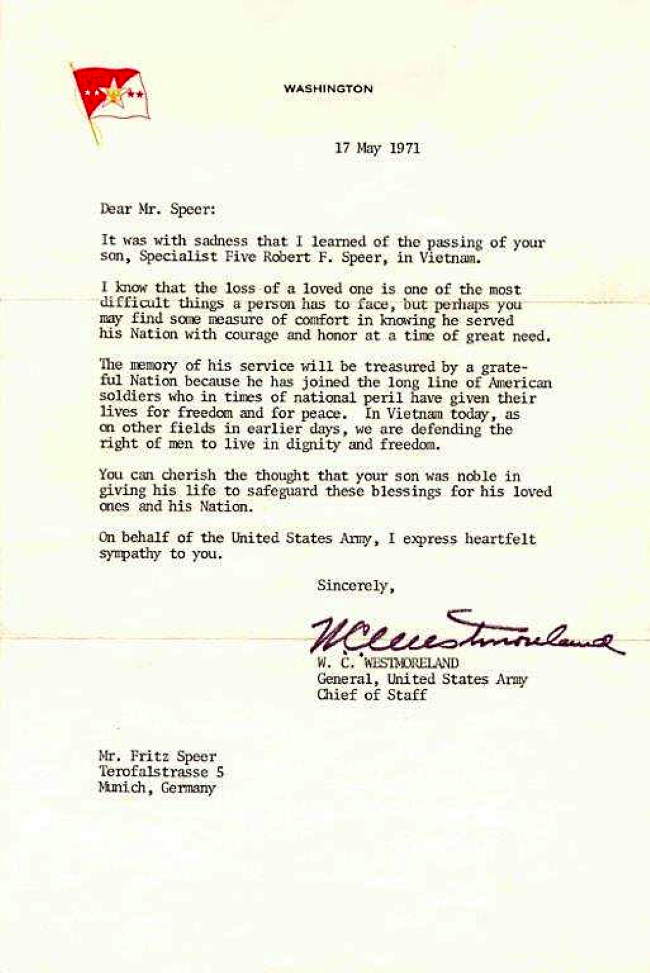 WASHINGTON
17 May 1971
Dear Mr. Speer:
It was with sadness that I learned of the passing of your
son, Specialist Five Robert F. Speer, in Vietnam.
I know that the loss of a loved one is one of the most
difficult things a person has to face, but perhaps you
may find some measure of comfort in knowing he served
his Nation with courage and honor at a time of great need.
The memory of his service will be treasured by a grate-
ful Nation because he has joined the long line of American
soldiers who in times of national peril have given their
lives for freedom and for peace. In Vietnam today, as
on other fields in earlier days, we are defending the
right of men to live in dignity and freedom.
You can cherish the thought that your son was noble in
giving his life to safeguard these blessings for his loved
ones and his Nation.
On behalf of the United States Army, I express heartfelt
sympathy to you.
Sincerely,
WCWestmoreland
W. C. WESTMORELAND
General, United States Army
Chief of Staff
Mr. Fritz Speer
Terofalstrasse 5
Munich, Germany